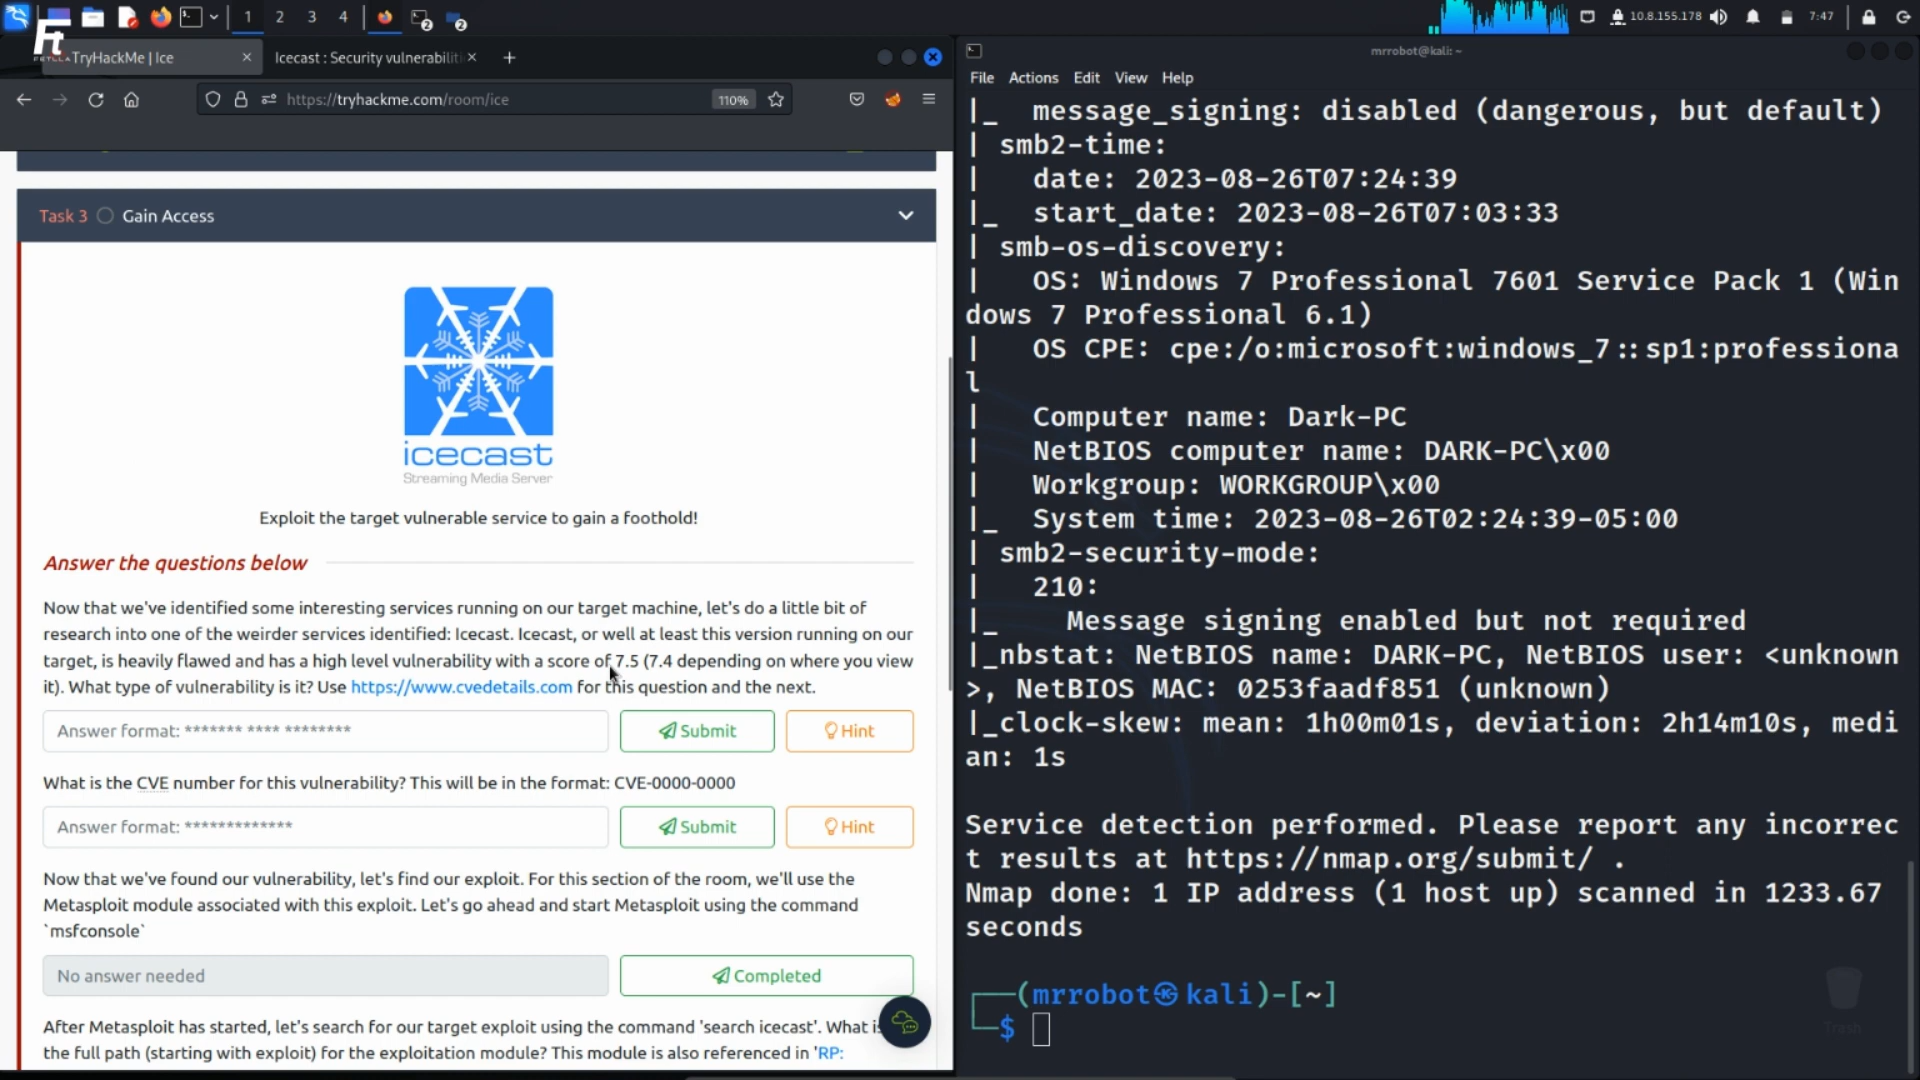 1 2 3 4
2
2
10.8.155.178
7:47
Ft
FETLLA
TryHackMe | Ice
Icecast : Security vulnerabiliti
https://tryhackme.com/room/ice
110%
Task 3 Gain Access
icecast
Streaming Media Server
Exploit the target vulnerable service to gain a foothold!
Answer the questions below
Now that we've identified some interesting services running on our target machine, let's do a little bit of
research into one of the weirder services identified: Icecast. Icecast, or well at least this version running on our
target, is heavily flawed and has a high level vulnerability with a score of 7.5 (7.4 depending on where you view
it). What type of vulnerability is it? Use https://www.cvedetails.com for this question and the next.
Answer format: ******* **** ********
Submit
Hint
What is the CVE number for this vulnerability? This will be in the format: CVE-0000-0000
Answer format: *************
Submit
Hint
Now that we've found our vulnerability, let's find our exploit. For this section of the room, we'll use the
Metasploit module associated with this exploit. Let's go ahead and start Metasploit using the command
`msfconsole`
No answer needed
Completed
After Metasploit has started, let's search for our target exploit using the command 'search icecast'. What is
the full path (starting with exploit) for the exploitation module? This module is also referenced in 'RP:
mrrobot@kali: ~
File Actions Edit View Help
|_  message_signing: disabled (dangerous, but default)
| smb2-time:
|   date: 2023-08-26T07:24:39
|_  start_date: 2023-08-26T07:03:33
| smb-os-discovery:
|   OS: Windows 7 Professional 7601 Service Pack 1 (Win
dows 7 Professional 6.1)
|   OS CPE: cpe:/o:microsoft:windows_7::sp1:professiona
l
|   Computer name: Dark-PC
|   NetBIOS computer name: DARK-PC\x00
|   Workgroup: WORKGROUP\x00
|_  System time: 2023-08-26T02:24:39-05:00
| smb2-security-mode:
|   210:
|_    Message signing enabled but not required
|_nbstat: NetBIOS name: DARK-PC, NetBIOS user: <unknown
>, NetBIOS MAC: 0253faadf851 (unknown)
|_clock-skew: mean: 1h00m01s, deviation: 2h14m10s, medi
an: 1s
Service detection performed. Please report any incorrec
t results at https://nmap.org/submit/ .
Nmap done: 1 IP address (1 host up) scanned in 1233.67
seconds
┌──(mrrobot㉿kali)-[~]
└─$
Trash